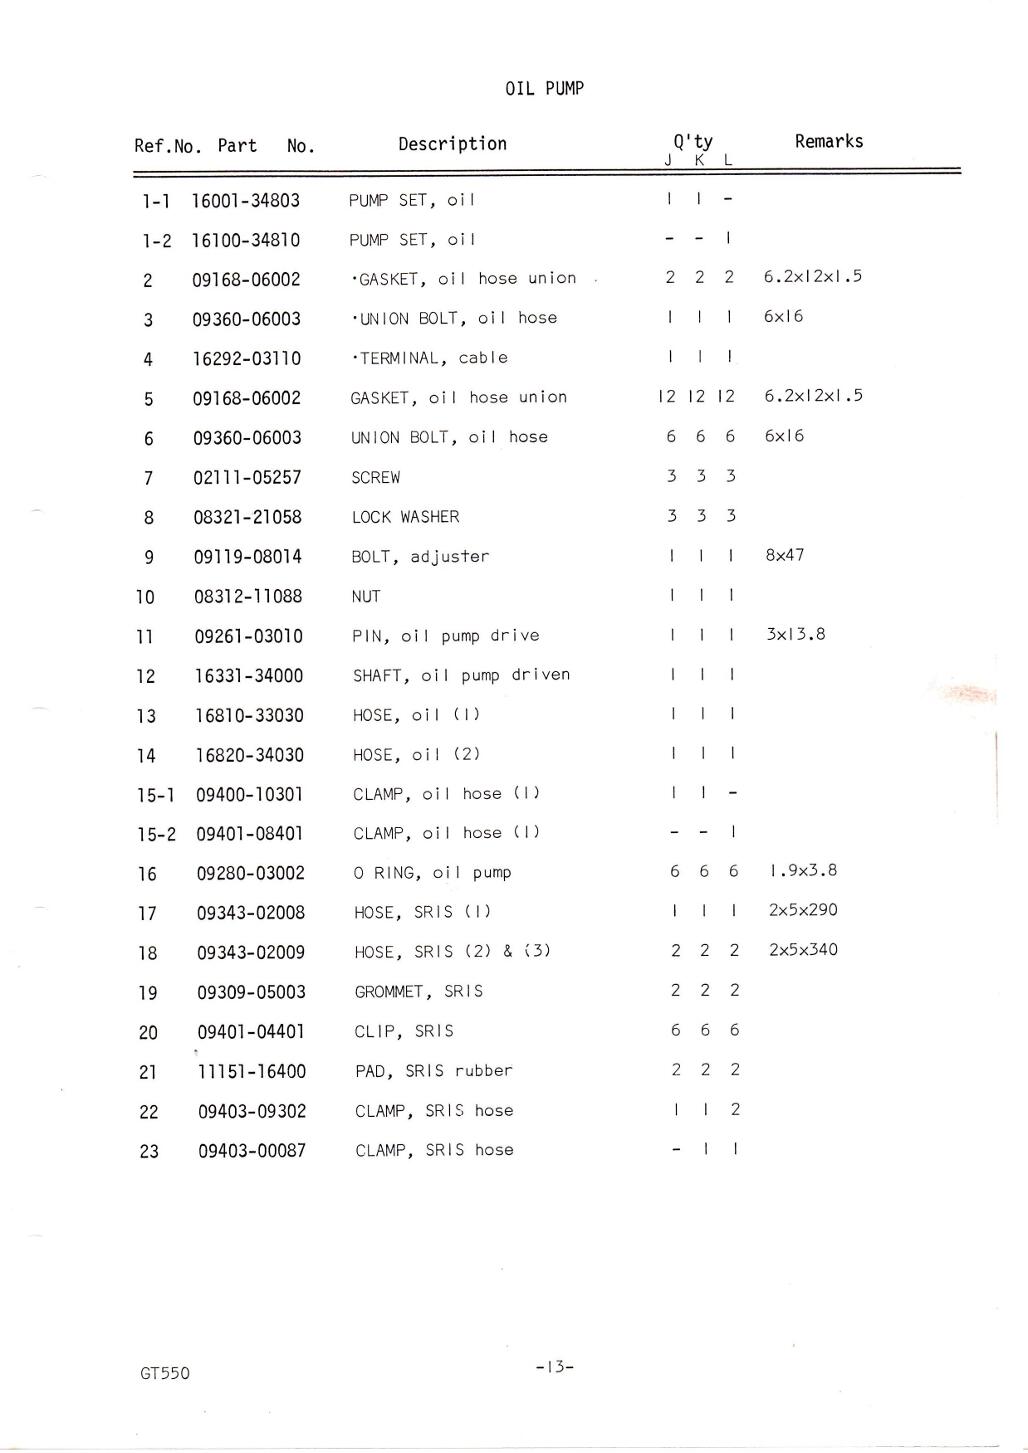 OIL PUMP
Ref.No. Part No. Description Q'ty Remarks
J K L
1-1 16001-34803 PUMP SET, oil 1 1 -
1-2 16100-34810 PUMP SET, oil - - 1
2 09168-06002 ·GASKET, oil hose union 2 2 2 6.2x12x1.5
3 09360-06003 ·UNION BOLT, oil hose 1 1 1 6x16
4 16292-03110 ·TERMINAL, cable 1 1 1
5 09168-06002 GASKET, oil hose union 12 12 12 6.2x12x1.5
6 09360-06003 UNION BOLT, oil hose 6 6 6 6x16
7 02111-05257 SCREW 3 3 3
8 08321-21058 LOCK WASHER 3 3 3
9 09119-08014 BOLT, adjuster 1 1 1 8x47
10 08312-11088 NUT 1 1 1
11 09261-03010 PIN, oil pump drive 1 1 1 3x13.8
12 16331-34000 SHAFT, oil pump driven 1 1 1
13 16810-33030 HOSE, oil (1) 1 1 1
14 16820-34030 HOSE, oil (2) 1 1 1
15-1 09400-10301 CLAMP, oil hose (1) 1 1 -
15-2 09401-08401 CLAMP, oil hose (1) - - 1
16 09280-03002 O RING, oil pump 6 6 6 1.9x3.8
17 09343-02008 HOSE, SRIS (1) 1 1 1 2x5x290
18 09343-02009 HOSE, SRIS (2) & (3) 2 2 2 2x5x340
19 09309-05003 GROMMET, SRIS 2 2 2
20 09401-04401 CLIP, SRIS 6 6 6
21 11151-16400 PAD, SRIS rubber 2 2 2
22 09403-09302 CLAMP, SRIS hose 1 1 2
23 09403-00087 CLAMP, SRIS hose - 1 1
GT550 -13-